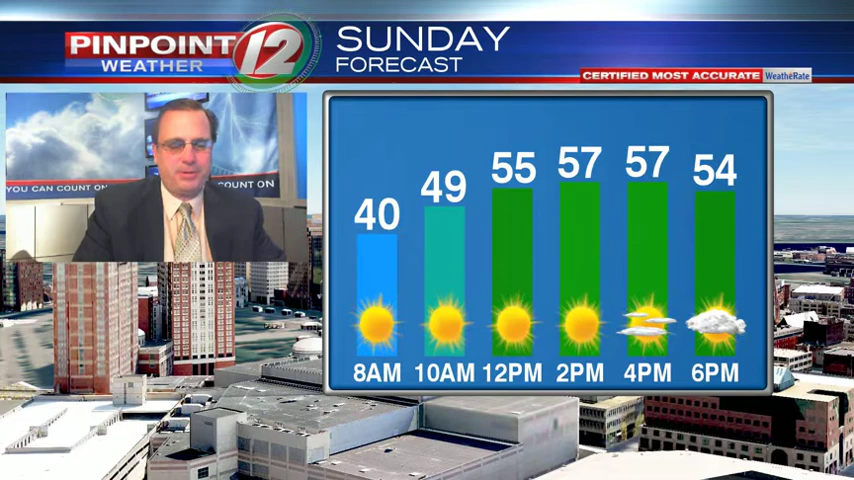 PINPOINT 12
WEATHER
SUNDAY
FORECAST
CERTIFIED MOST ACCURATE WeatheRate
YOU CAN COUNT ON
COUNT ON
40 49 55 57 57 54
8AM 10AM 12PM 2PM 4PM 6PM